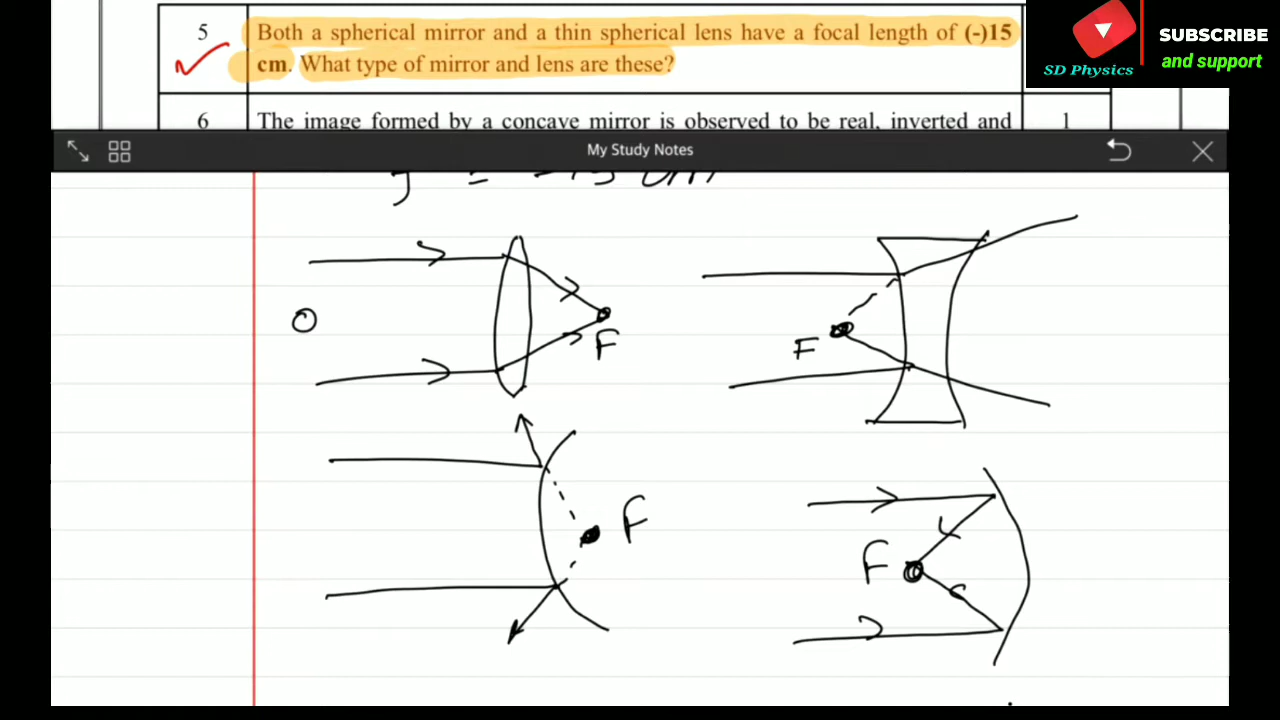 5 Both a spherical mirror and a thin spherical lens have a focal length of (-)15
cm. What type of mirror and lens are these?
SUBSCRIBE
and support
SD Physics
6 The image formed by a concave mirror is observed to be real, inverted and 1
My Study Notes
f = -15 cm
O
F
F
F
F